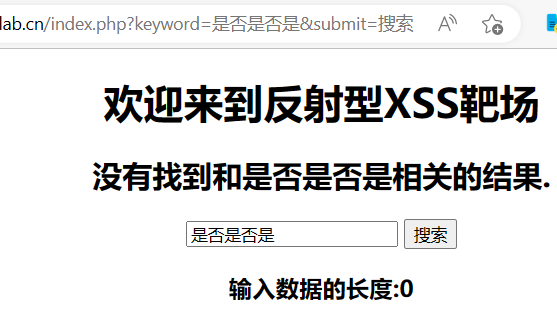 lab.cn/index.php?keyword=是否是否是&submit=搜索
欢迎来到反射型XSS靶场
没有找到和是否是否是相关的结果.
是否是否是 搜索
输入数据的长度:0